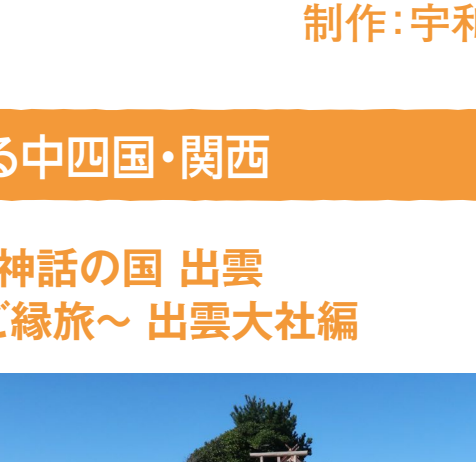 制作：宇和
る中四国・関西
神話の国 出雲
ご縁旅～ 出雲大社編